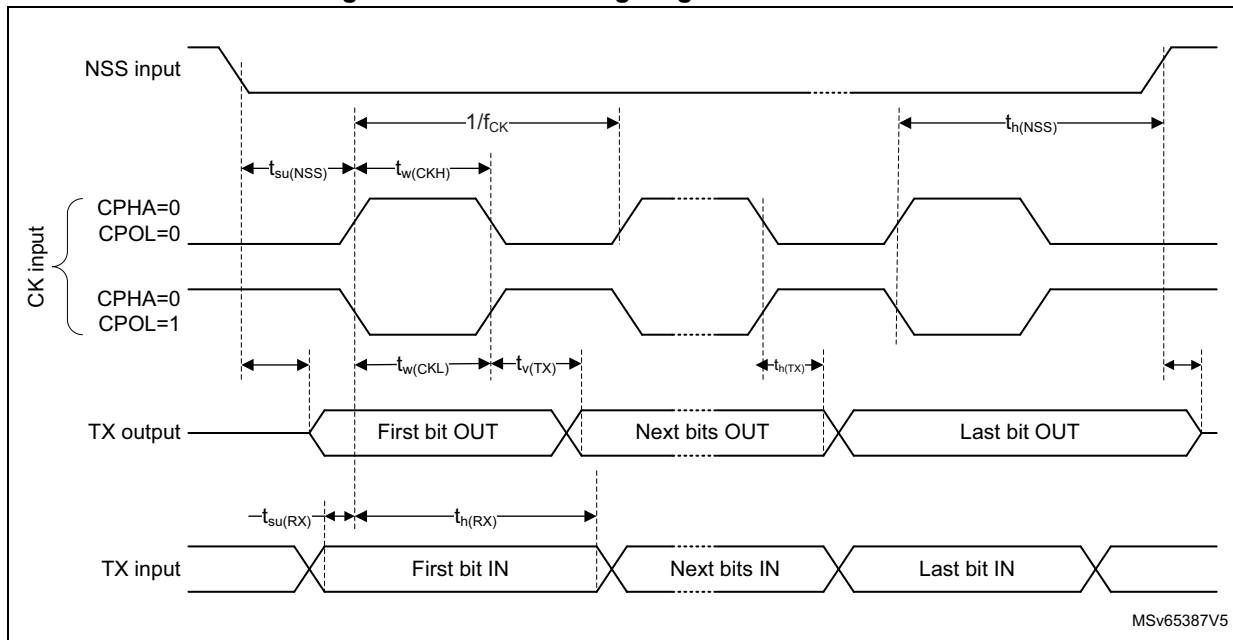 NSS input
1/fCK
th(NSS)
tsu(NSS)
tw(CKH)
CK input
CPHA=0
CPOL=0
CPHA=0
CPOL=1
tw(CKL)
tv(TX)
th(TX)
TX output
First bit OUT
Next bits OUT
Last bit OUT
tsu(RX)
th(RX)
TX input
First bit IN
Next bits IN
Last bit IN
MSv65387V5